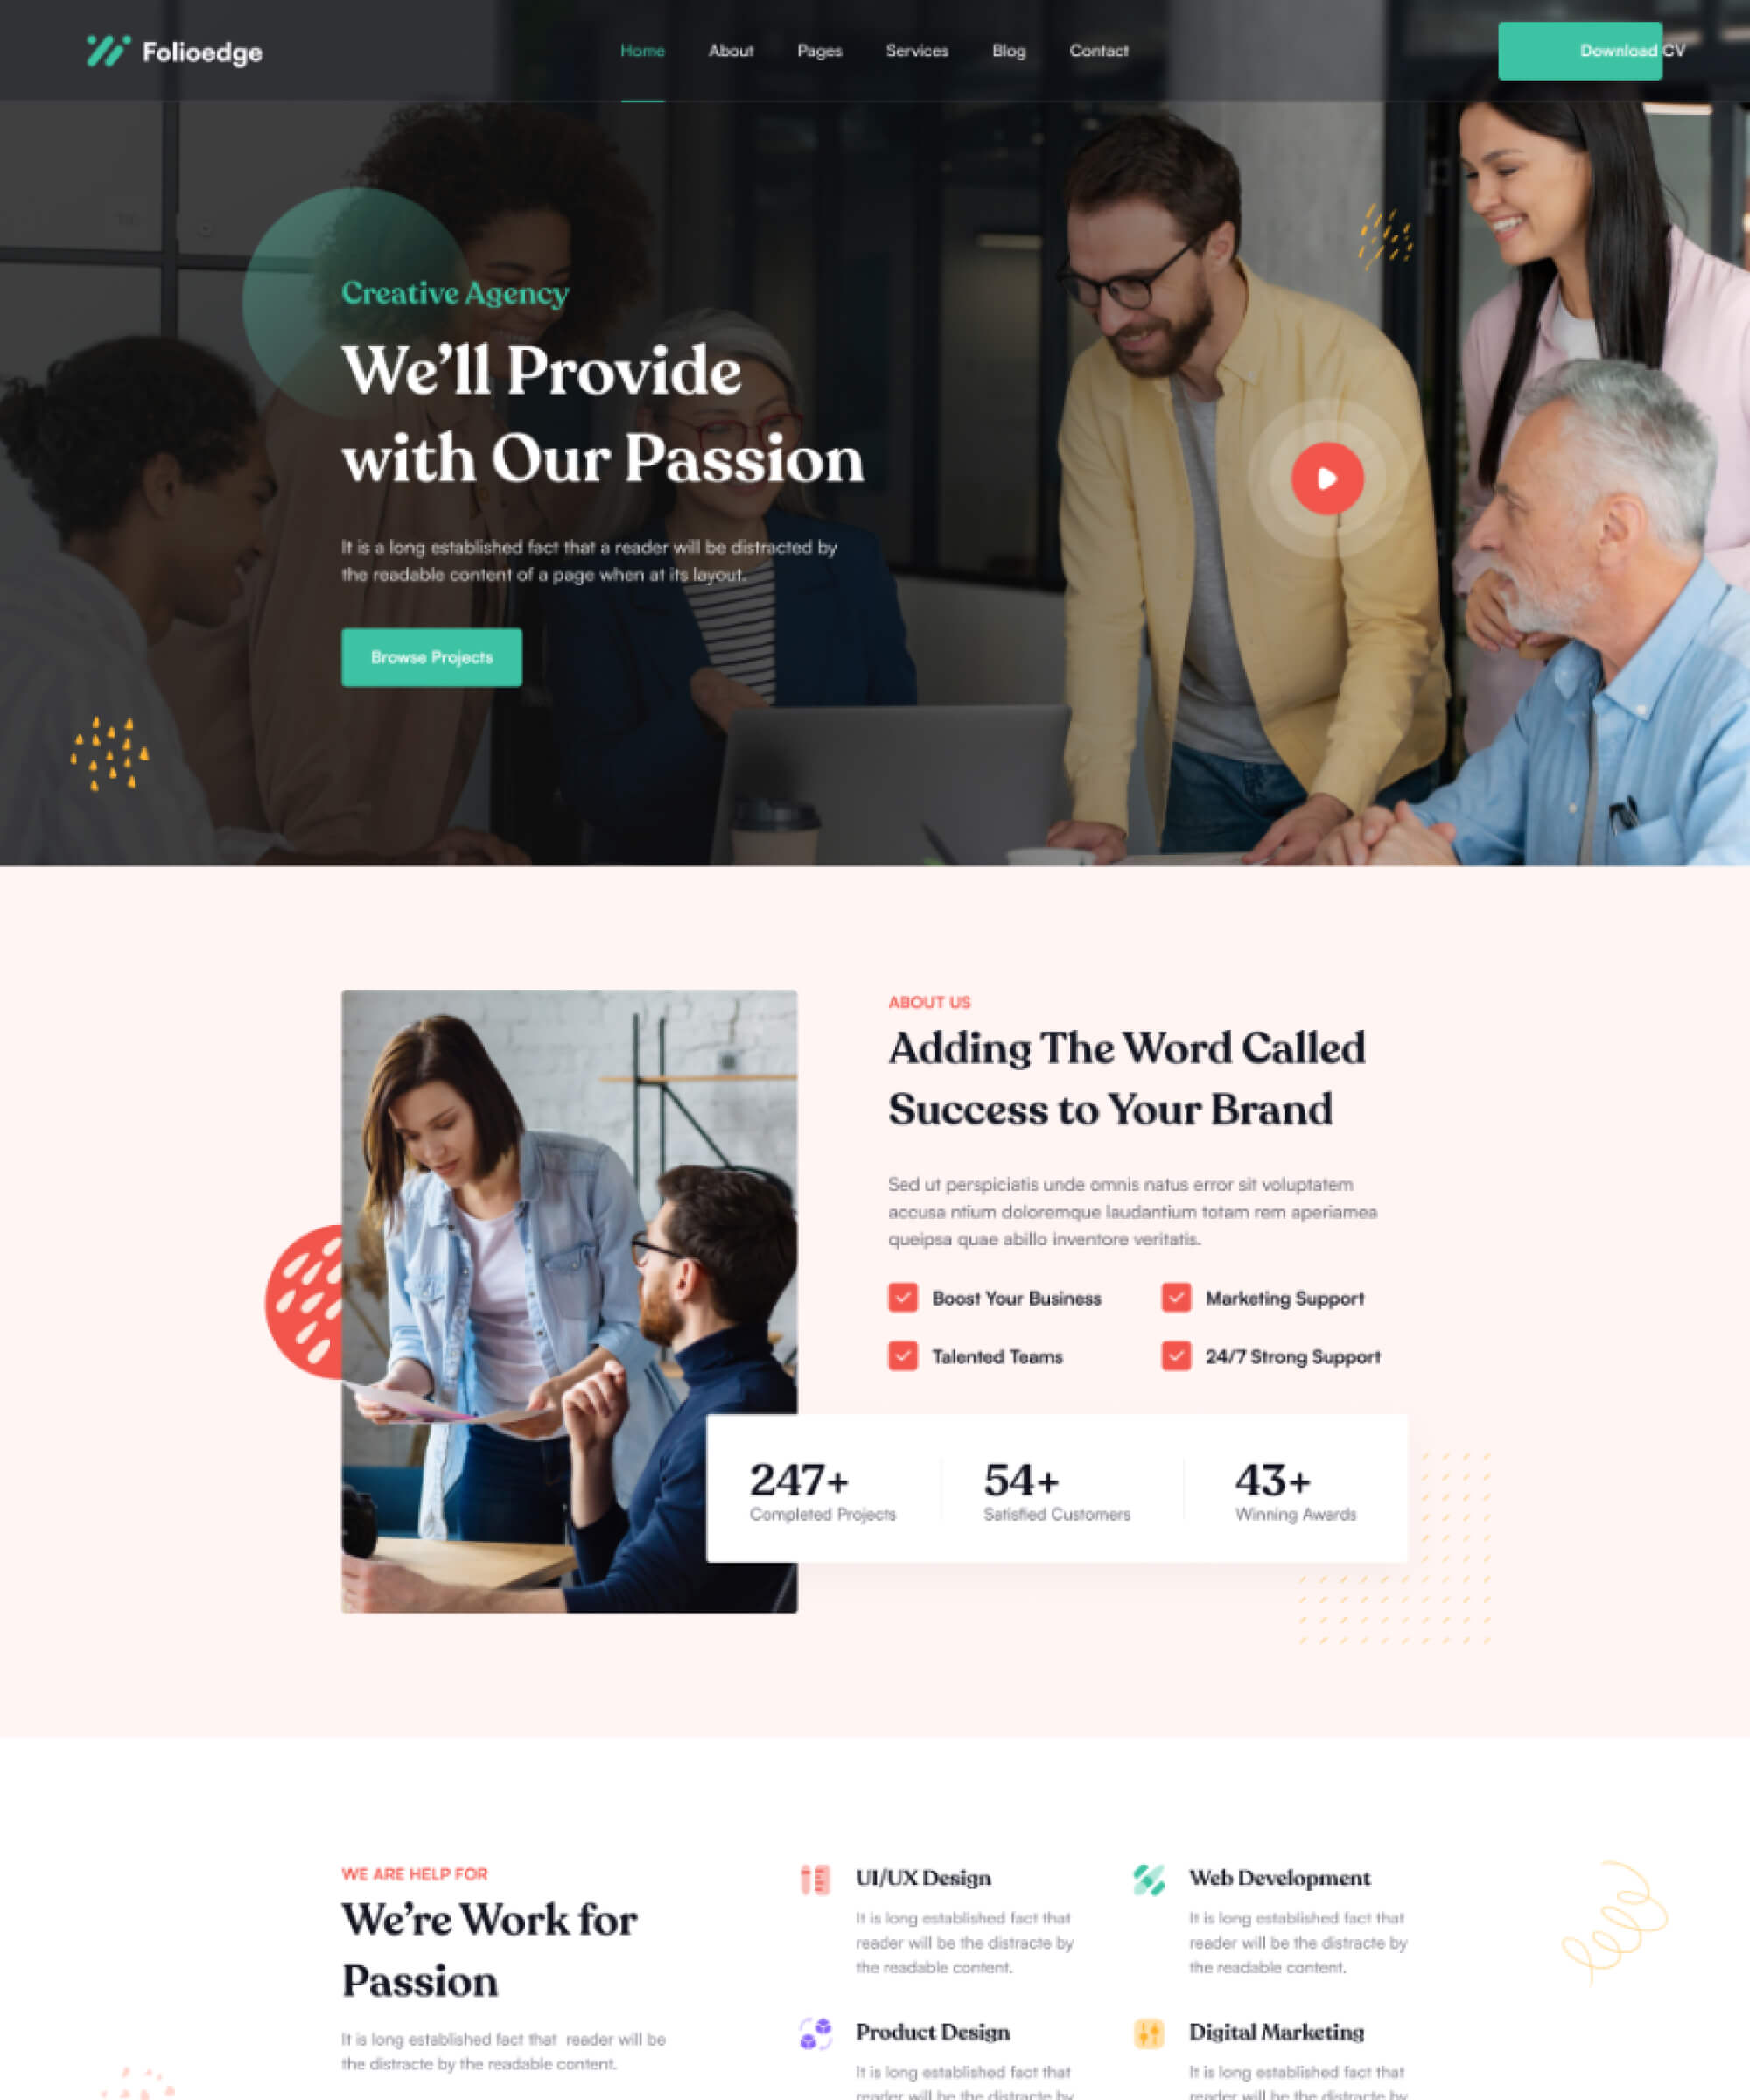 Folioedge
Home About Pages Services Blog Contact
Download CV
Creative Agency
We'll Provide
with Our Passion
It is a long established fact that a reader will be distracted by
the readable content of a page when at its layout.
Browse Projects
ABOUT US
Adding The Word Called
Success to Your Brand
Sed ut perspiciatis unde omnis natus error sit voluptatem
accusa ntium doloremque laudantium totam rem aperiamea
queipsa quae abillo inventore veritatis.
Boost Your Business
Marketing Support
Talented Teams
24/7 Strong Support
247+
Completed Projects
54+
Satisfied Customers
43+
Winning Awards
WE ARE HELP FOR
We're Work for
Passion
It is long established fact that reader will be
the distracte by the readable content.
UI/UX Design
It is long established fact that
reader will be the distracte by
the readable content.
Web Development
It is long established fact that
reader will be the distracte by
the readable content.
Product Design
It is long established fact that
reader will be the distracte by
Digital Marketing
It is long established fact that
reader will be the distracte by